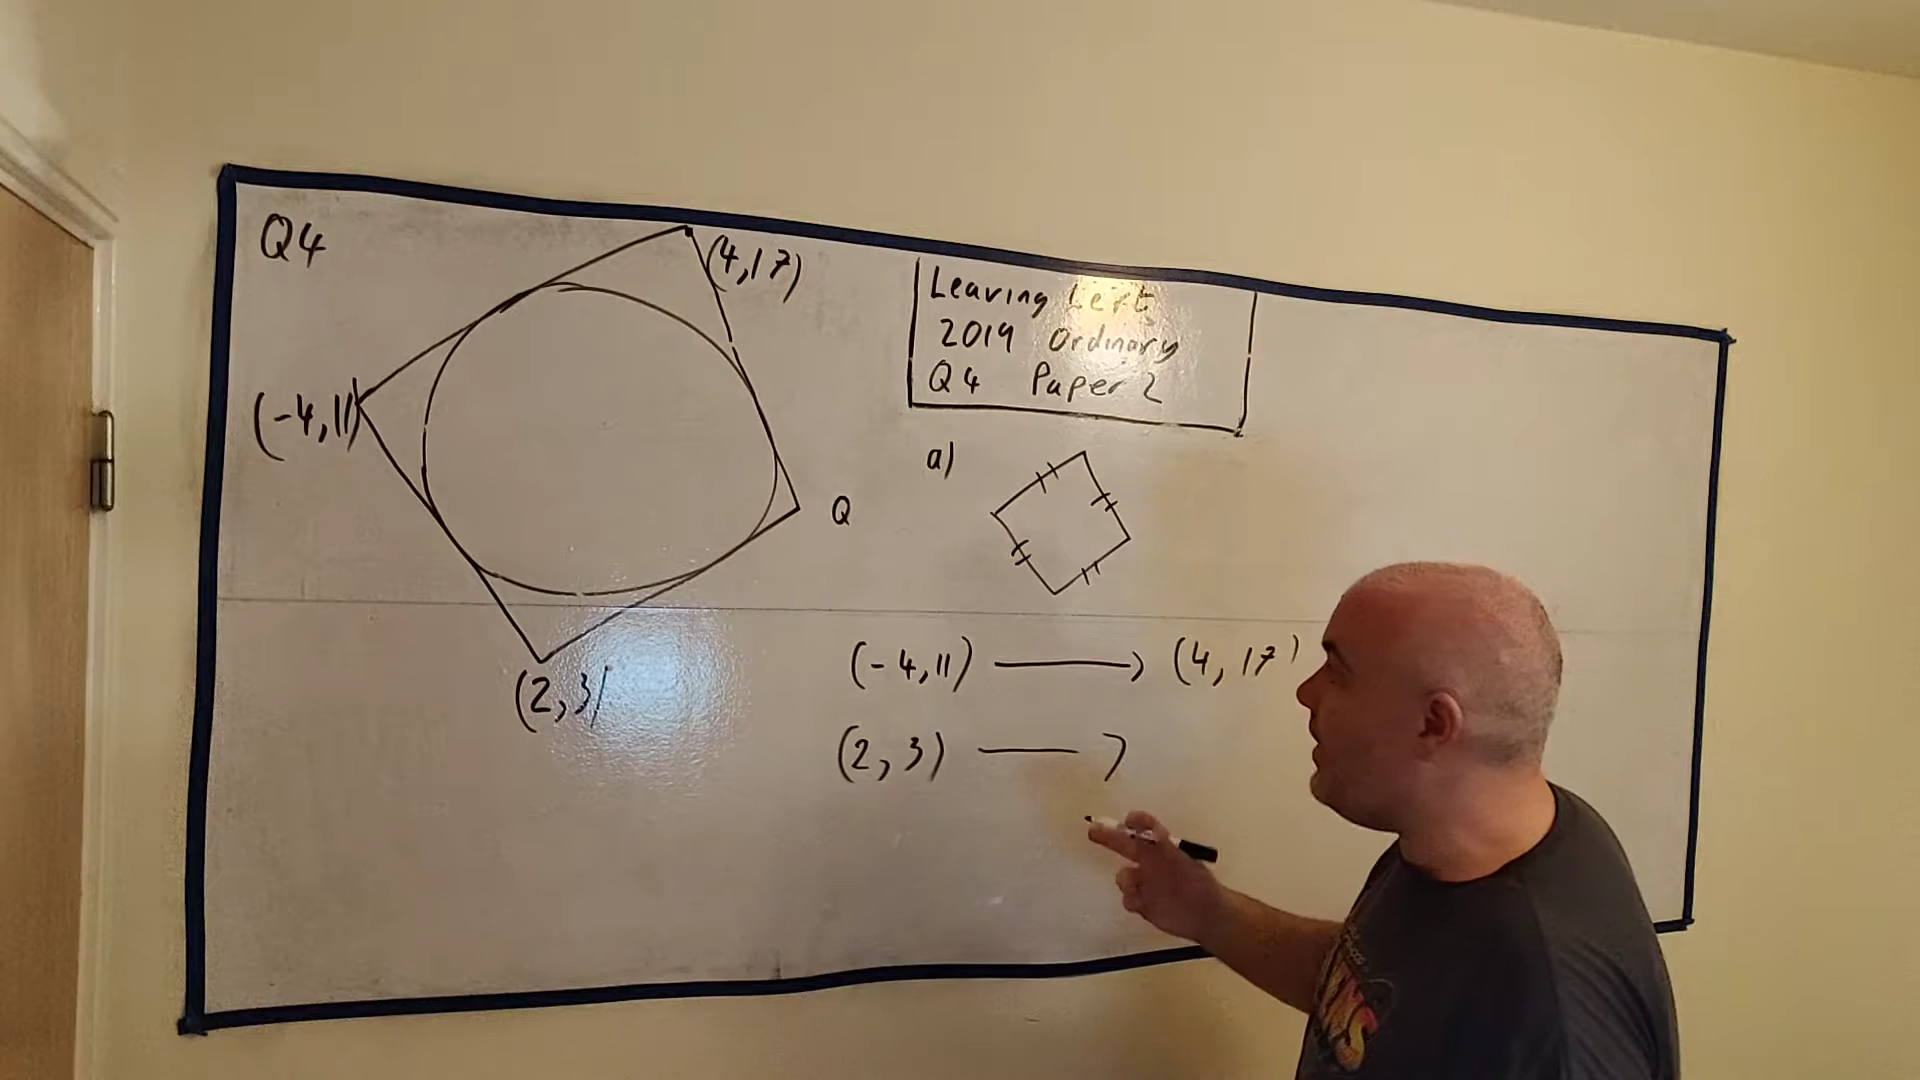 Q4
(4,17)
(-4,11)
Q
(2,3)
Leaving Cert
2019 Ordinary
Q4 Paper 2
a)
(-4,11) → (4,17)
(2,3) →